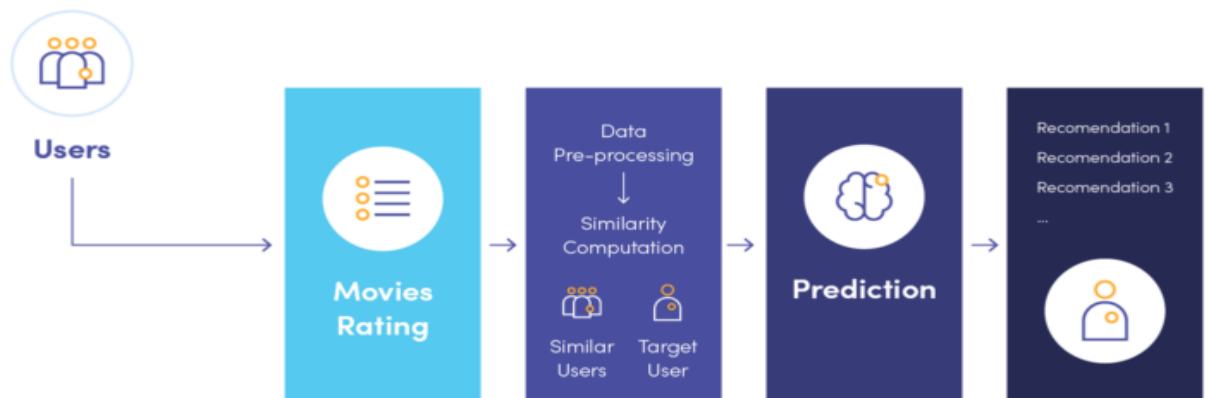 Users
Movies
Rating
Data
Pre-processing
Similarity
Computation
Similar
Users
Target
User
Prediction
Recomendation 1
Recomendation 2
Recomendation 3
...